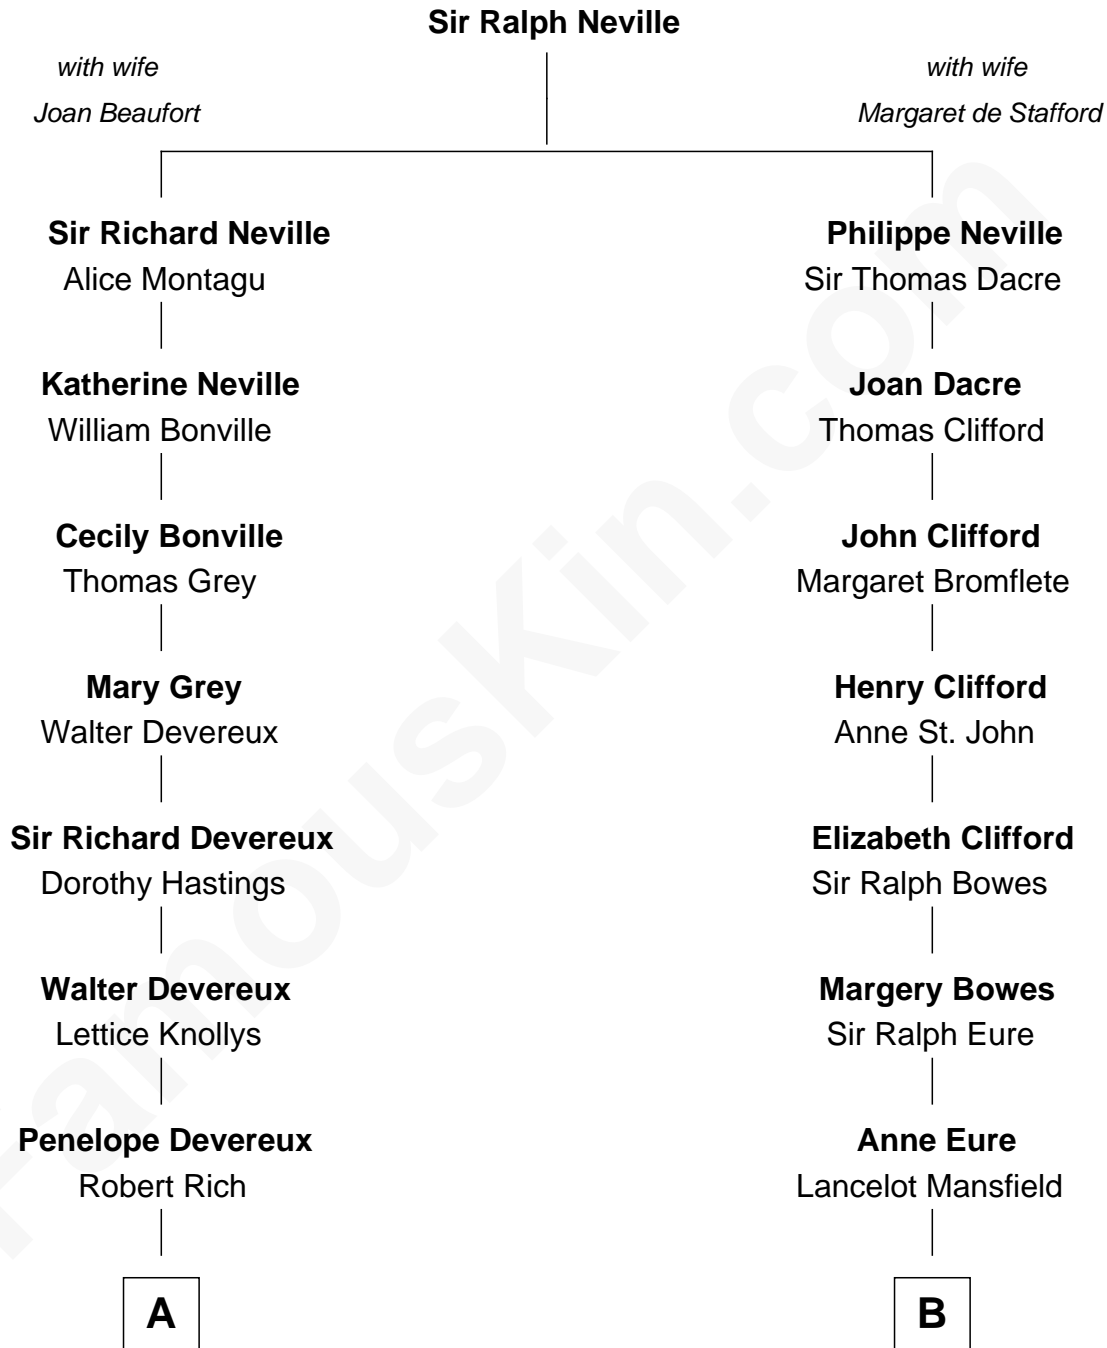 Sir Ralph Neville
with wife
Joan Beaufort
with wife
Margaret de Stafford
Sir Richard Neville
Alice Montagu
Philippe Neville
Sir Thomas Dacre
Katherine Neville
William Bonville
Joan Dacre
Thomas Clifford
Cecily Bonville
Thomas Grey
John Clifford
Margaret Bromflete
Mary Grey
Walter Devereux
Henry Clifford
Anne St. John
Sir Richard Devereux
Dorothy Hastings
Elizabeth Clifford
Sir Ralph Bowes
Walter Devereux
Lettice Knollys
Margery Bowes
Sir Ralph Eure
Penelope Devereux
Robert Rich
Anne Eure
Lancelot Mansfield
A
B
FamousKin.com